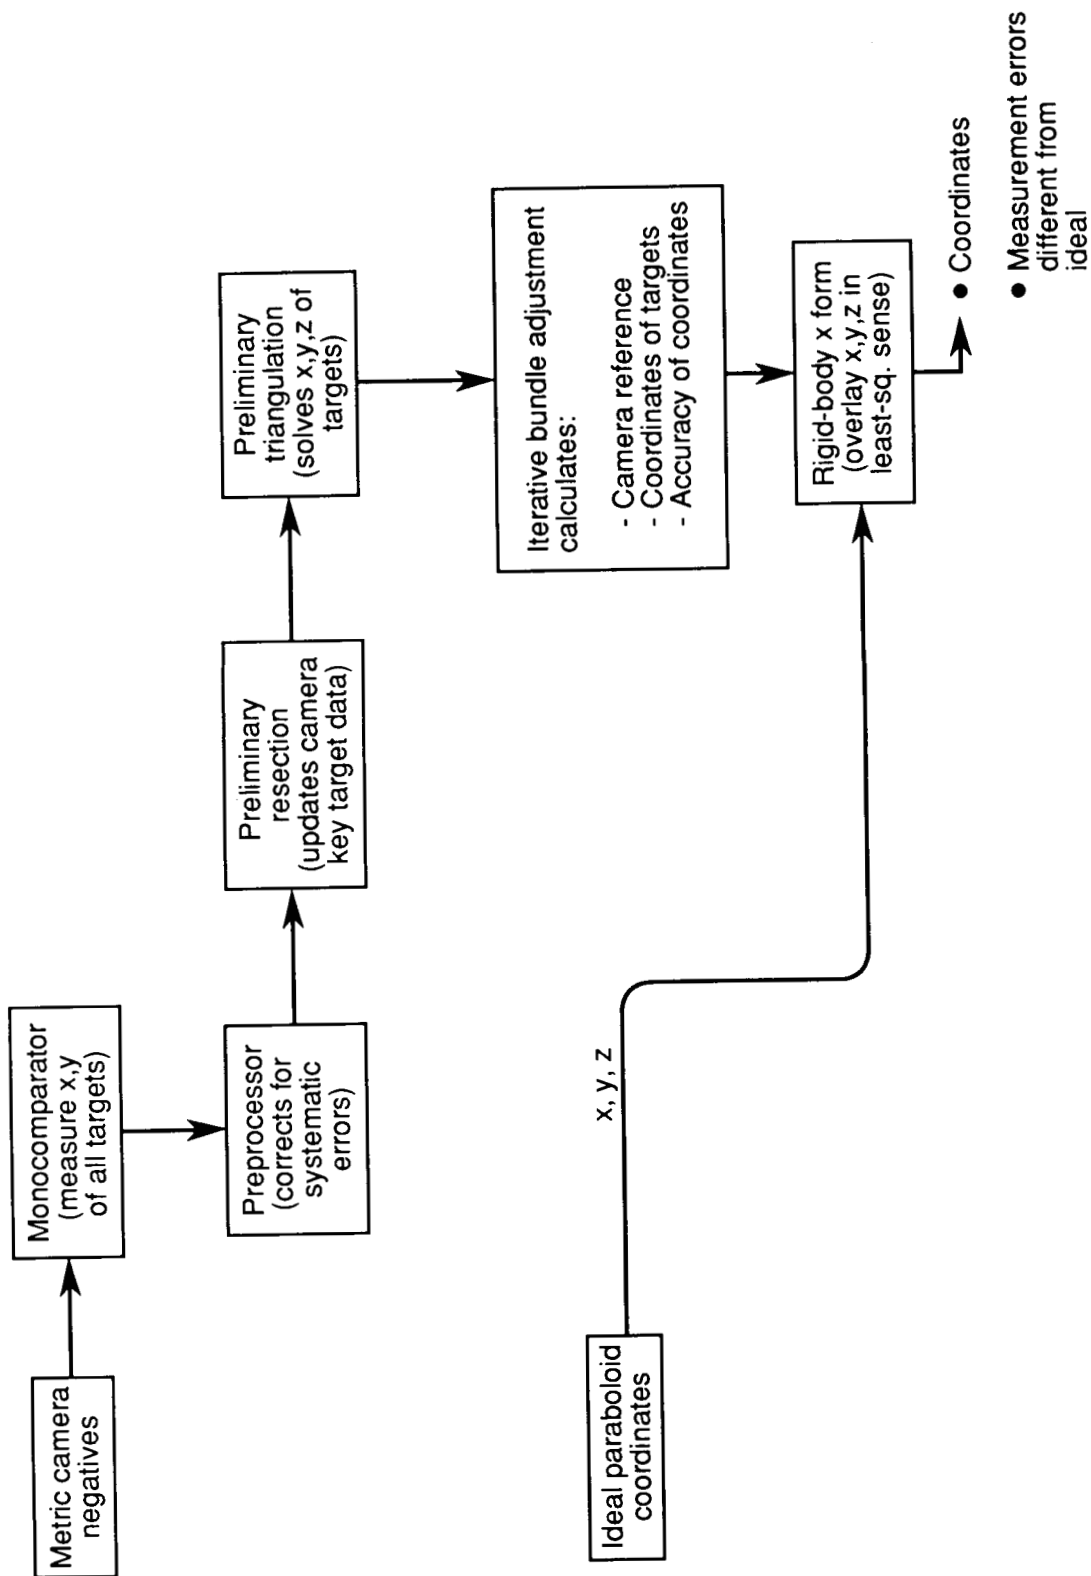 Metric camera
negatives
Monocomparator
(measure x,y
of all targets)
Preprocessor
(corrects for
systematic
errors)
Preliminary
resection
(updates camera
key target data)
Preliminary
triangulation
(solves x,y,z of
targets)
Iterative bundle adjustment
calculates:
- Camera reference
- Coordinates of targets
- Accuracy of coordinates
Ideal paraboloid
coordinates
x, y, z
Rigid-body x form
(overlay x,y,z in
least-sq. sense)
● Coordinates
● Measurement errors
different from
ideal